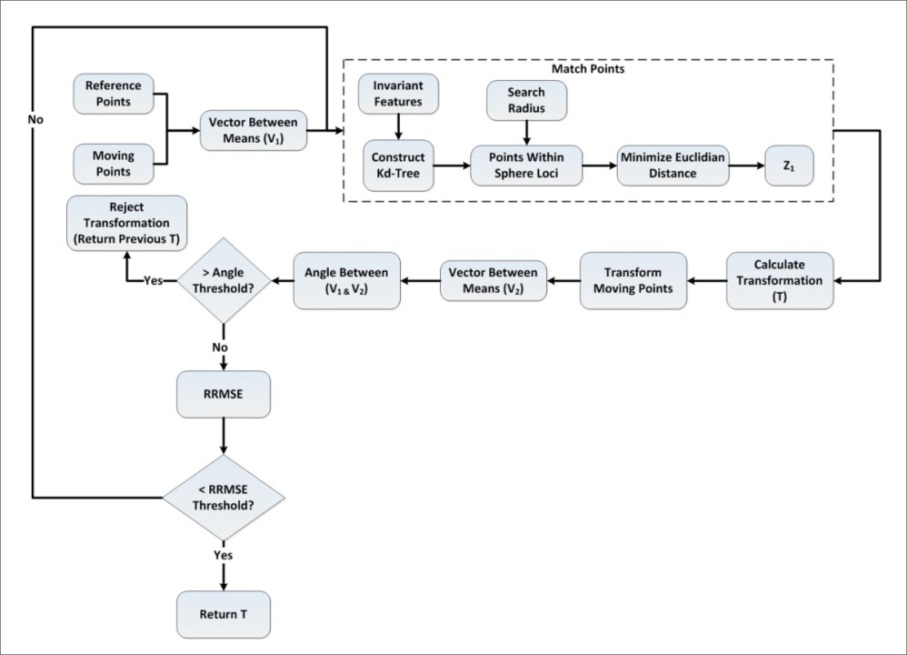 Match Points
Reference
Points
Invariant
Features
Search
Radius
No
Vector Between
Means (V₁)
Moving
Points
Construct
Kd-Tree
Points Within
Sphere Loci
Minimize Euclidian
Distance
Z₁
Reject
Transformation
(Return Previous T)
Yes
> Angle
Threshold?
Angle Between
(V₁ & V₂)
Vector Between
Means (V₂)
Transform
Moving Points
Calculate
Transformation
(T)
No
RRMSE
< RRMSE
Threshold?
Yes
Return T